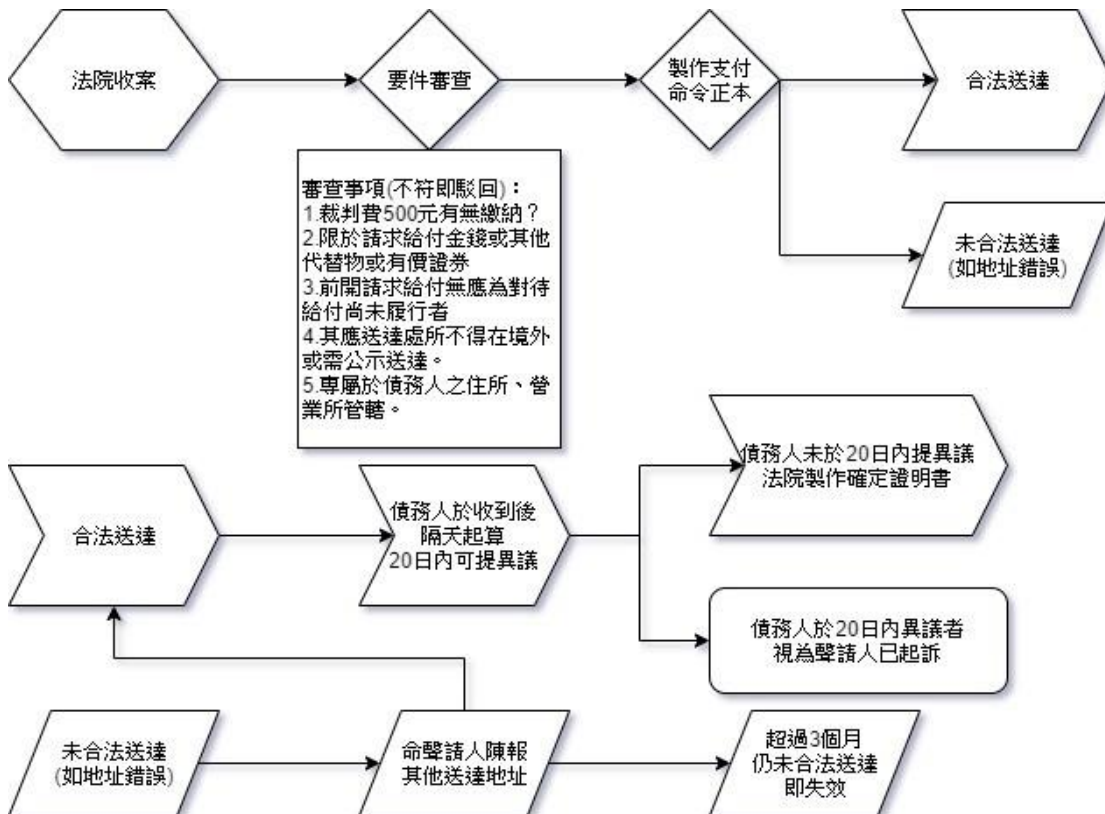 法院收案
要件審查
製作支付
命令正本
合法送達
審查事項(不符即駁回)：
1.裁判費500元有無繳納？
2.限於請求給付金錢或其他
代替物或有價證券
3.前開請求給付無應為對待
給付尚未履行者
4.其應送達處所不得在境外
或需公示送達。
5.專屬於債務人之住所、營
業所管轄。
未合法送達
(如地址錯誤)
合法送達
債務人於收到後
隔天起算
20日內可提異議
債務人未於20日內提異議
法院製作確定證明書
債務人於20日內異議者
視為聲請人已起訴
未合法送達
(如地址錯誤)
命聲請人陳報
其他送達地址
超過3個月
仍未合法送達
即失效